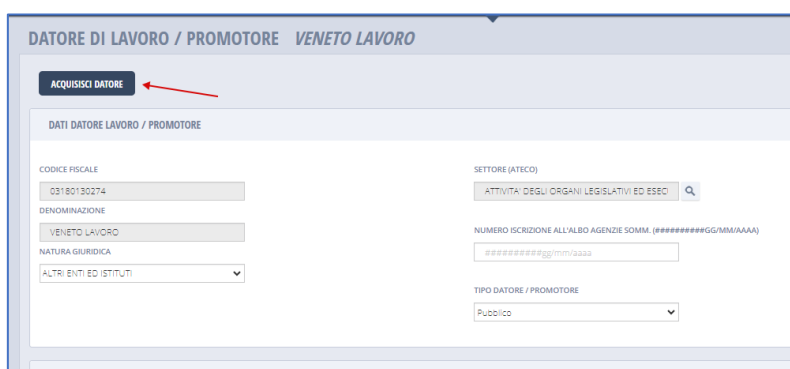 DATORE DI LAVORO / PROMOTORE VENETO LAVORO
ACQUISISCI DATORE
DATI DATORE LAVORO / PROMOTORE
CODICE FISCALE
03180130274
DENOMINAZIONE
VENETO LAVORO
NATURA GIURIDICA
ALTRI ENTI ED ISTITUTI
SETTORE (ATECO)
ATTIVITA' DEGLI ORGANI LEGISLATIVI ED ESECI
NUMERO ISCRIZIONE ALL'ALBO AGENZIE SOMM. (##########GG/MM/AAAA)
##########gg/mm/aaaa
TIPO DATORE / PROMOTORE
Pubblico